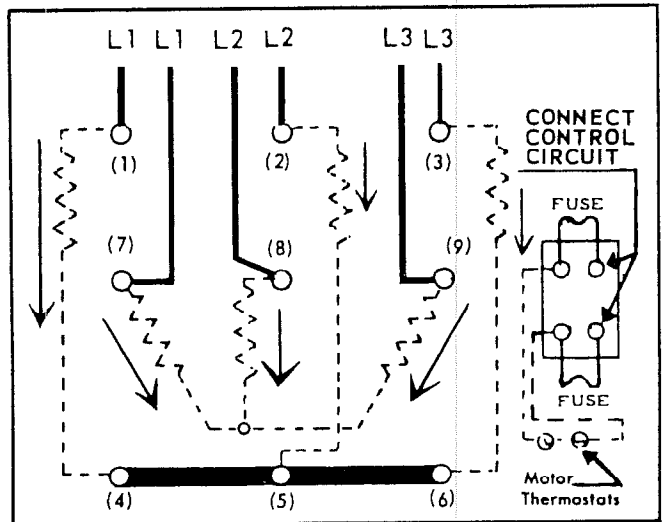 L1 L1 L2 L2 L3 L3
CONNECT
CONTROL
CIRCUIT
(1) (2) (3)
FUSE
(7) (8) (9)
FUSE
(4) (5) (6)
Motor
Thermostats